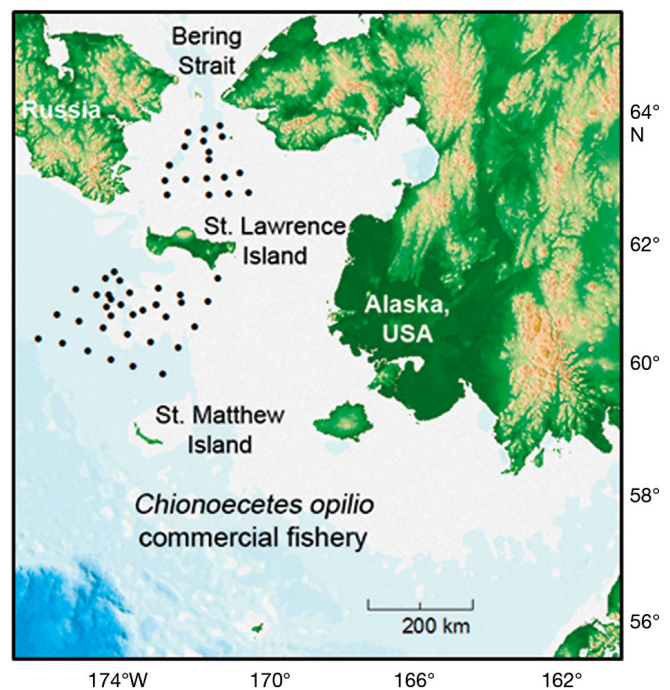 Bering
Strait
Russia
64°
N
St. Lawrence
Island
62°
Alaska,
USA
60°
St. Matthew
Island
58°
Chionoecetes opilio
commercial fishery
200 km
56°
174°W
170°
166°
162°